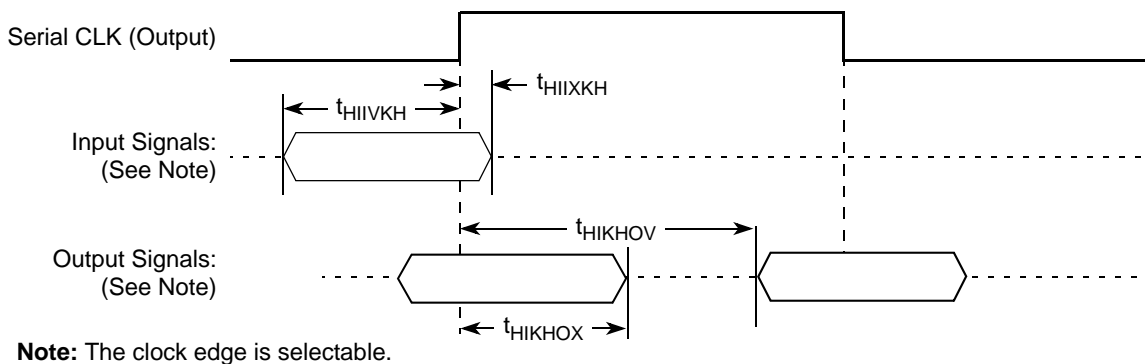 Serial CLK (Output)
tHIIXKH
tHIIVKH
Input Signals:
(See Note)
tHIKHOV
Output Signals:
(See Note)
tHIKHOX
Note: The clock edge is selectable.